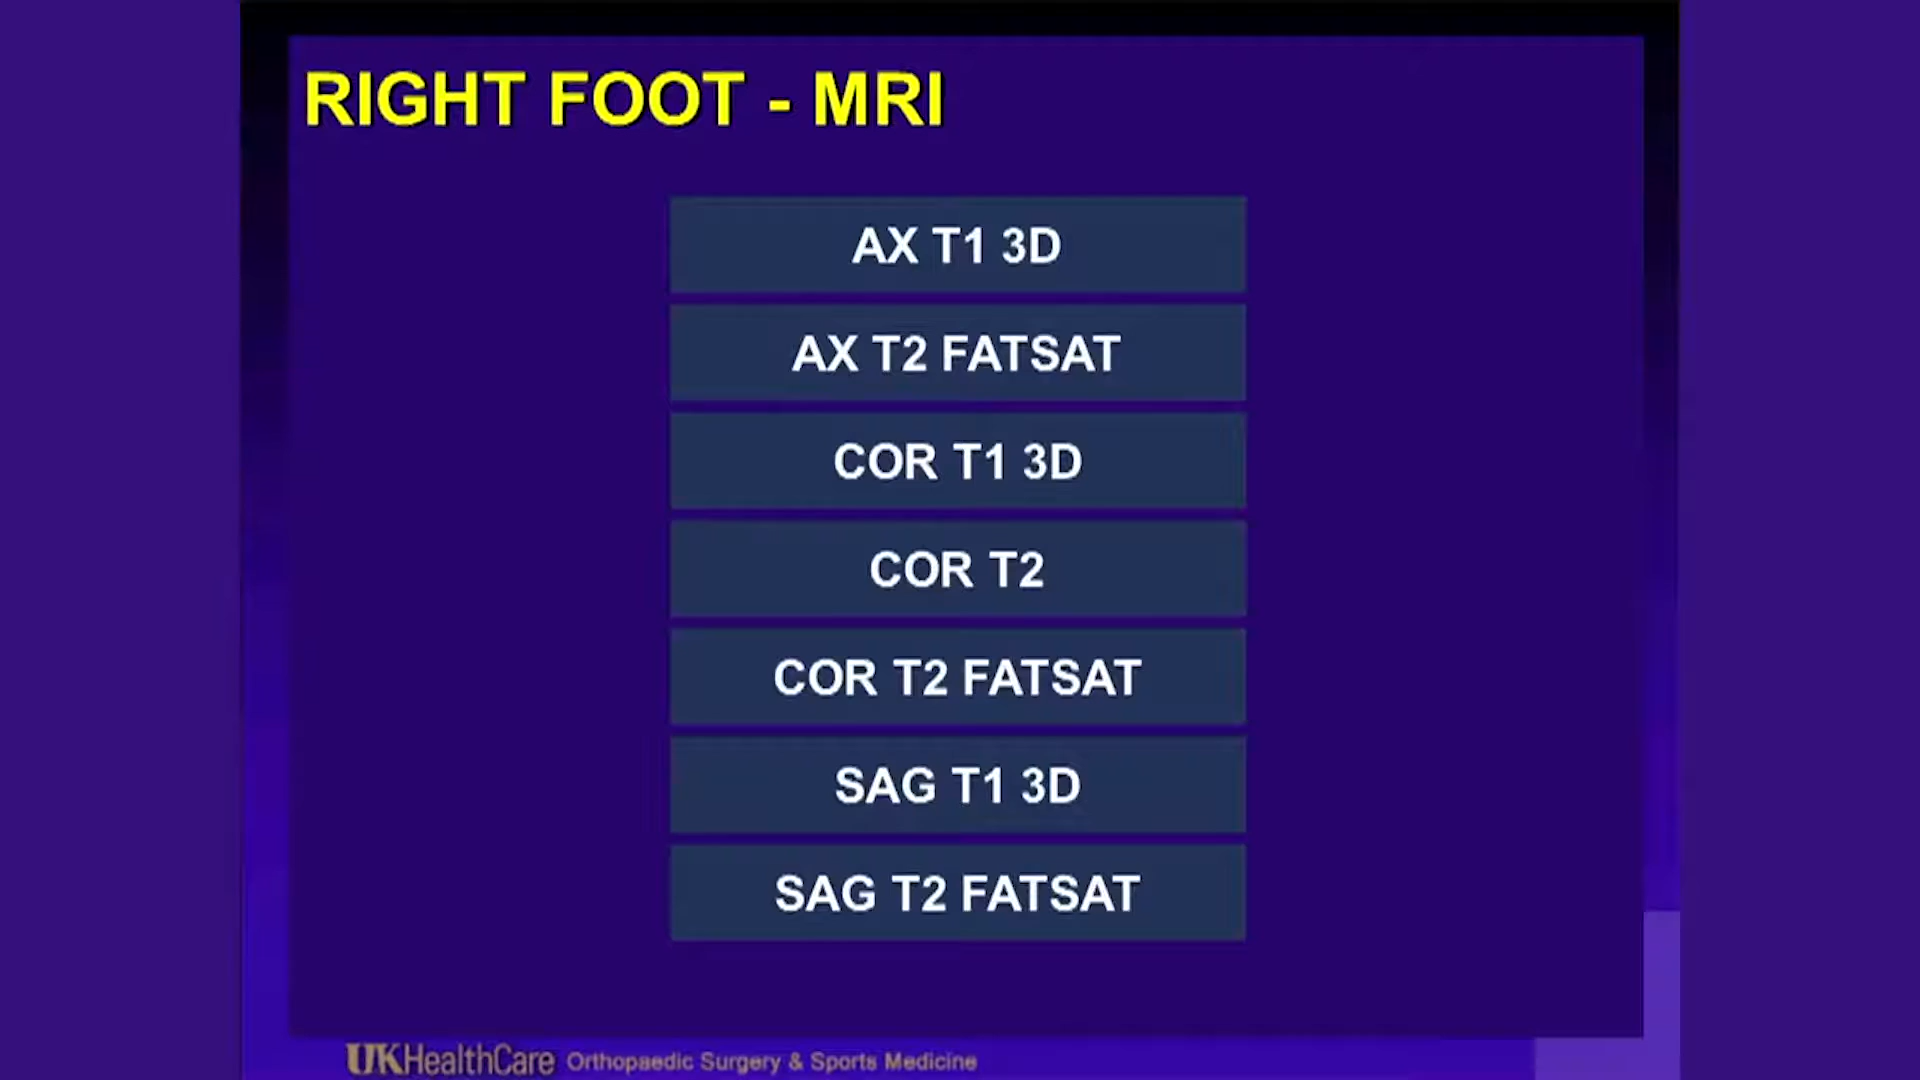 RIGHT FOOT - MRI
AX T1 3D
AX T2 FATSAT
COR T1 3D
COR T2
COR T2 FATSAT
SAG T1 3D
SAG T2 FATSAT
UKHealthCare Orthopaedic Surgery & Sports Medicine